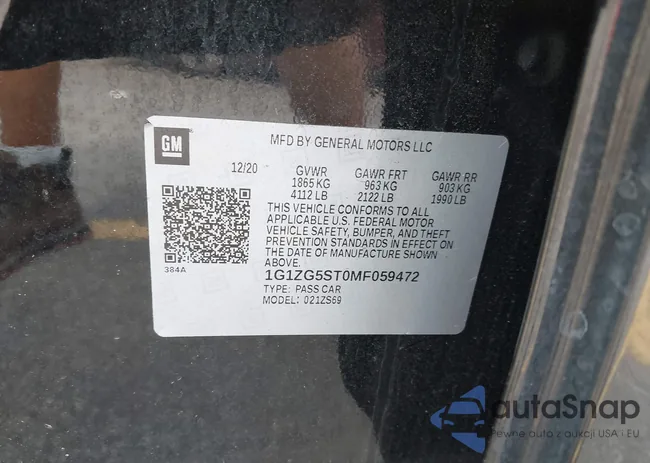 GM
MFD BY GENERAL MOTORS LLC
12/20 GVWR GAWR FRT GAWR RR
1865 KG 963 KG 903 KG
4112 LB 2122 LB 1990 LB
THIS VEHICLE CONFORMS TO ALL
APPLICABLE U.S. FEDERAL MOTOR
VEHICLE SAFETY, BUMPER, AND THEFT
PREVENTION STANDARDS IN EFFECT ON
THE DATE OF MANUFACTURE SHOWN
ABOVE.
384A
1G1ZG5ST0MF059472
TYPE: PASS CAR
MODEL: 021ZS69
autaSnap
Pewne auto z aukcji USA i EU